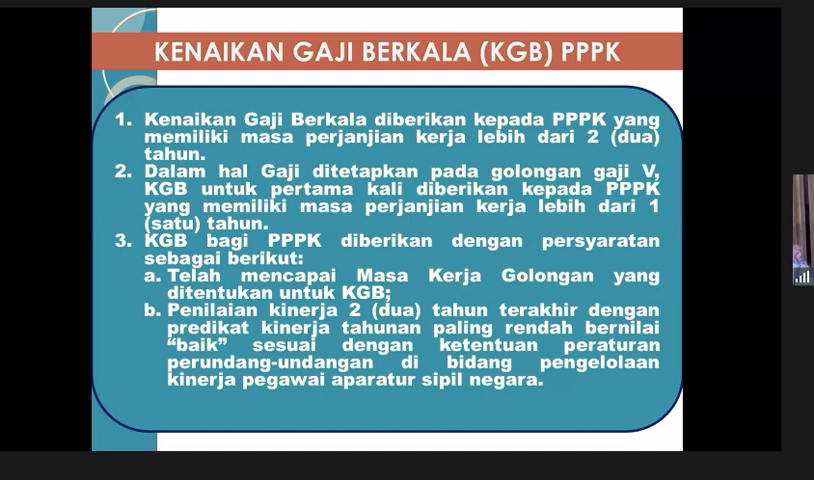 KENAIKAN GAJI BERKALA (KGB) PPPK
1. Kenaikan Gaji Berkala diberikan kepada PPPK yang
memiliki masa perjanjian kerja lebih dari 2 (dua)
tahun.
2. Dalam hal Gaji ditetapkan pada golongan gaji V,
KGB untuk pertama kali diberikan kepada PPPK
yang memiliki masa perjanjian kerja lebih dari 1
(satu) tahun.
3. KGB bagi PPPK diberikan dengan persyaratan
sebagai berikut:
a. Telah mencapai Masa Kerja Golongan yang
ditentukan untuk KGB;
b. Penilaian kinerja 2 (dua) tahun terakhir dengan
predikat kinerja tahunan paling rendah bernilai
“baik” sesuai dengan ketentuan peraturan
perundang-undangan di bidang pengelolaan
kinerja pegawai aparatur sipil negara.